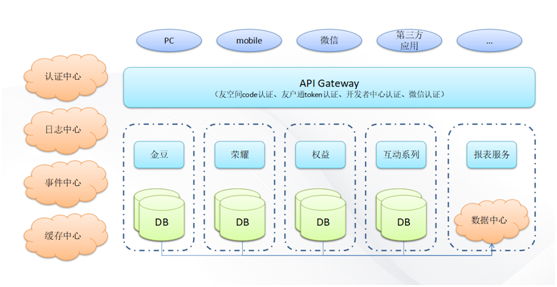 PC
mobile
微信
第三方
应用
...
认证中心
API Gateway
（友空间code认证、友户通token认证、开发者中心认证、微信认证）
日志中心
金豆
荣耀
权益
互动系列
报表服务
事件中心
DB
DB
DB
DB
数据中心
缓存中心